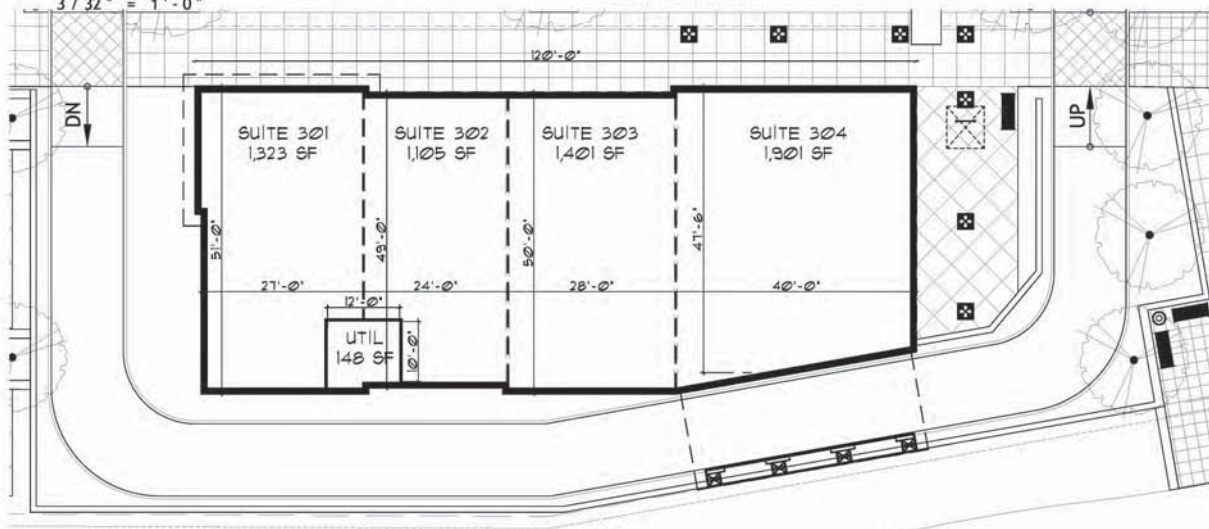 3/32" = 1'-0"
120'-0"
DN
UP
SUITE 301
1,323 SF
SUITE 302
1,105 SF
SUITE 303
1,401 SF
SUITE 304
1,901 SF
51'-0"
49'-0"
50'-0"
47'-6"
27'-0"
24'-0"
28'-0"
40'-0"
12'-0"
UTIL
148 SF
10'-0"